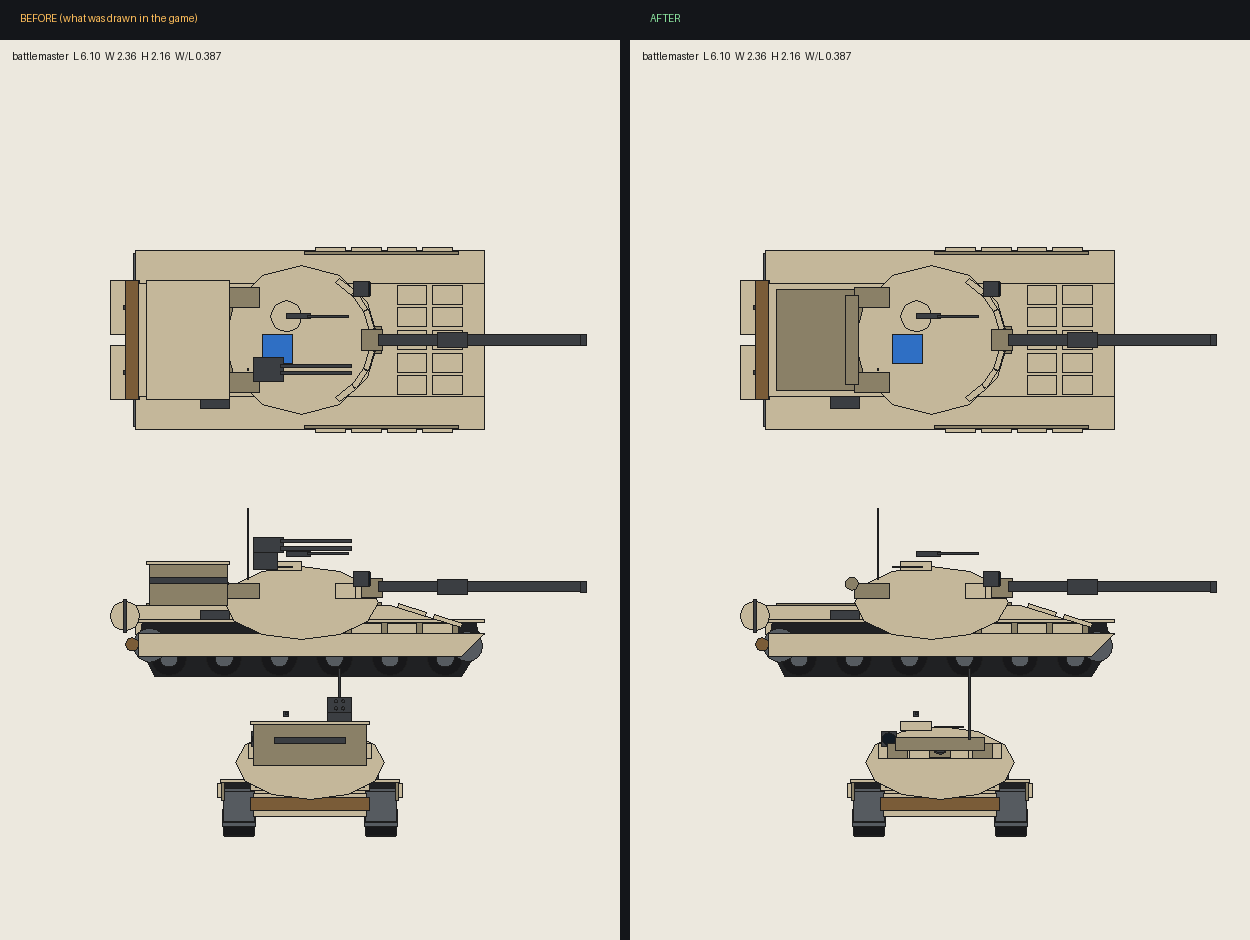 BEFORE (what was drawn in the game)
AFTER
battlemaster L 6.10 W 2.36 H 2.16 W/L 0.387
battlemaster L 6.10 W 2.36 H 2.16 W/L 0.387